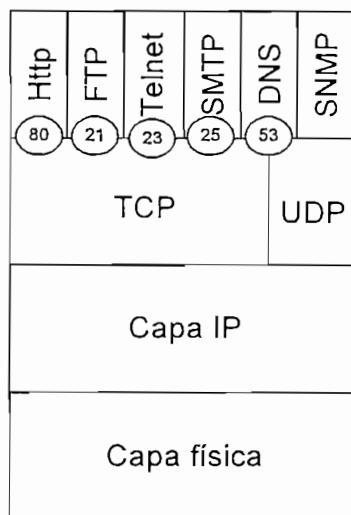 Http
FTP
Telnet
SMTP
DNS
SNMP
80
21
23
25
53
TCP
UDP
Capa IP
Capa física